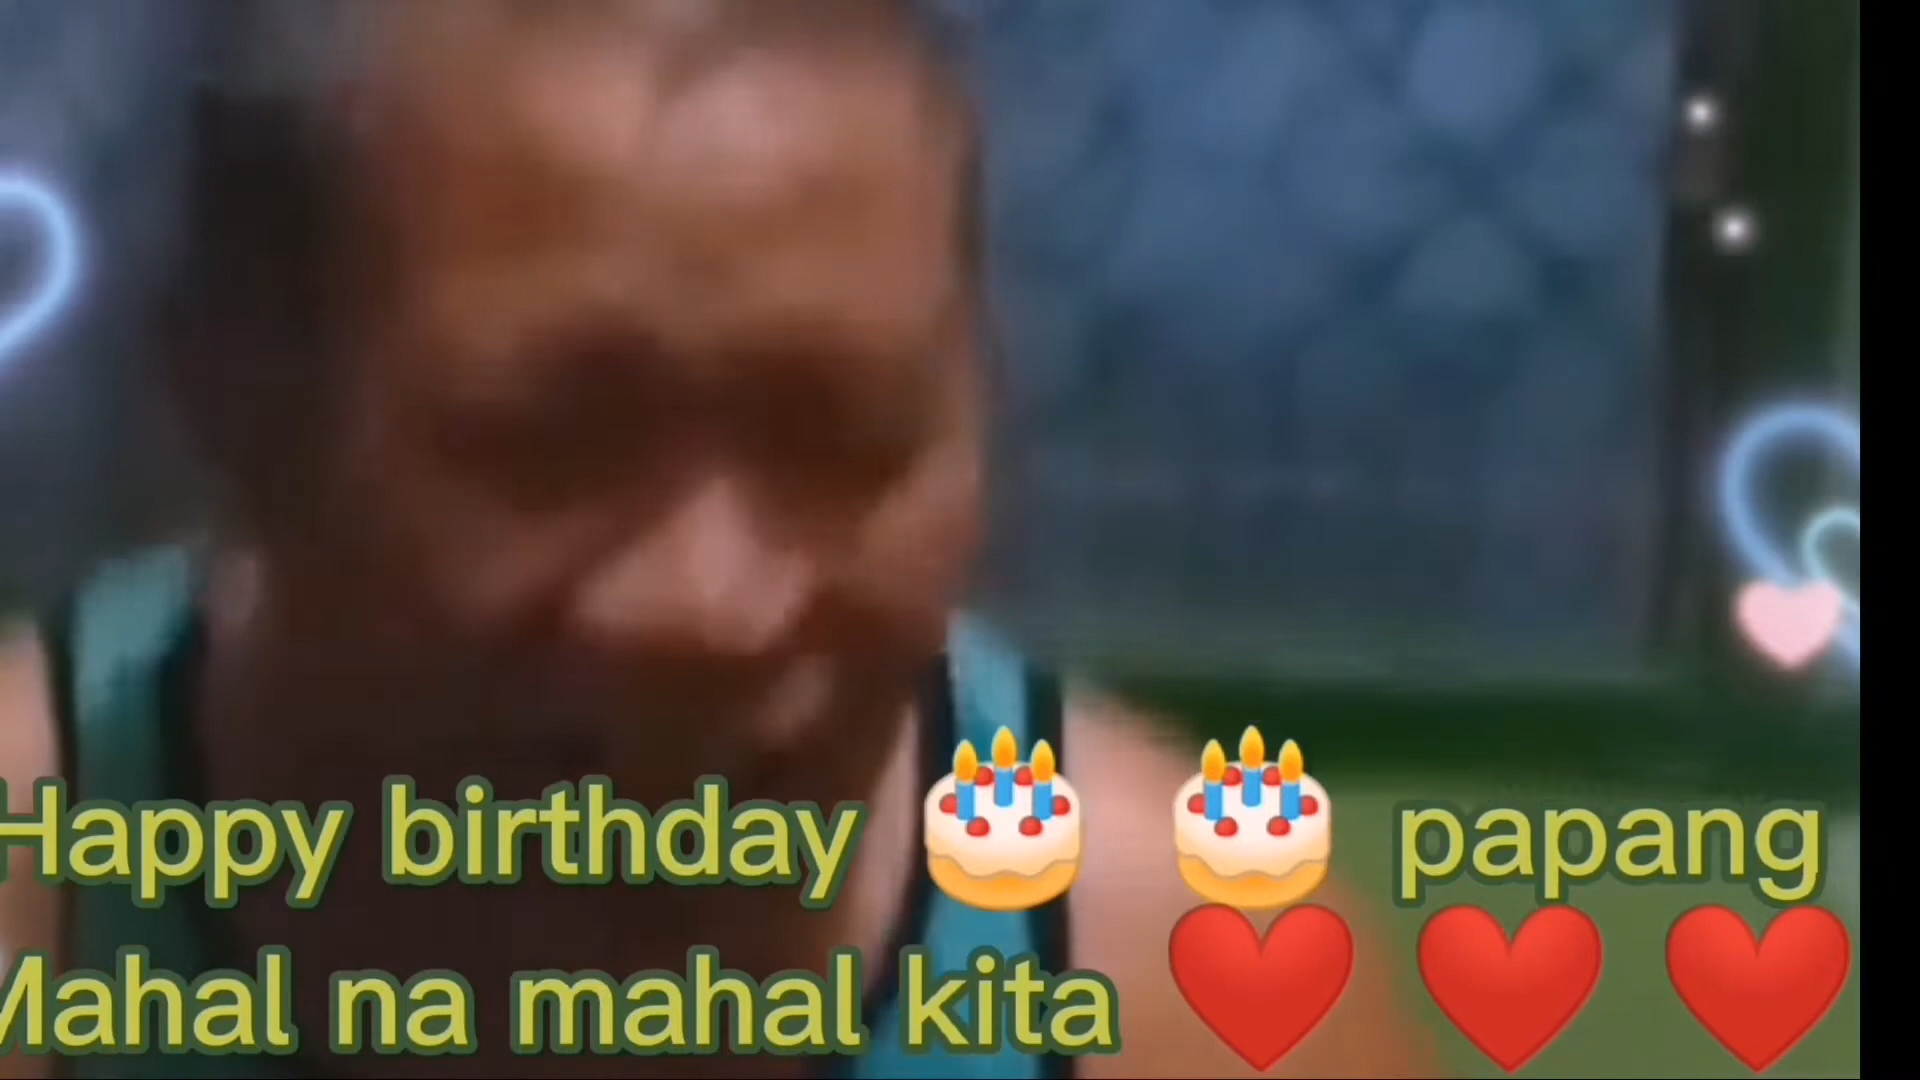 Happy birthday 🎂 🎂 papang
Mahal na mahal kita ❤️ ❤️ ❤️